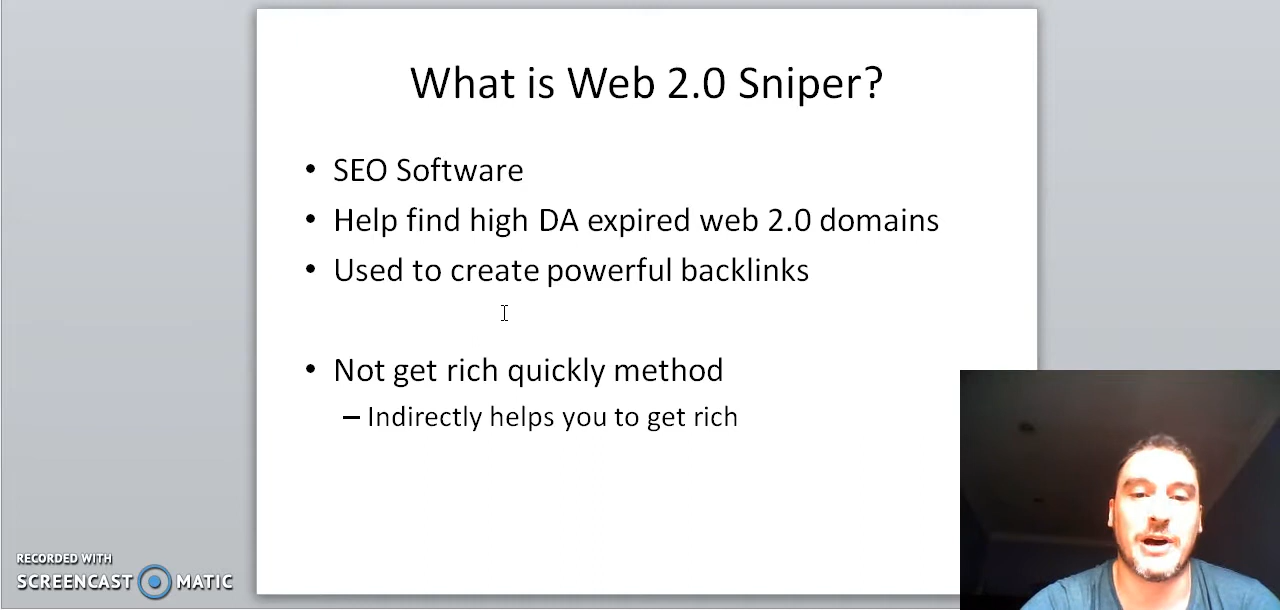 What is Web 2.0 Sniper?
• SEO Software
• Help find high DA expired web 2.0 domains
• Used to create powerful backlinks
• Not get rich quickly method
– Indirectly helps you to get rich
RECORDED WITH
SCREENCAST MATIC